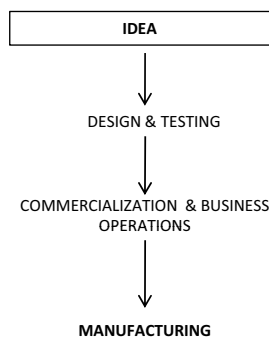 IDEA
DESIGN & TESTING
COMMERCIALIZATION & BUSINESS
OPERATIONS
MANUFACTURING